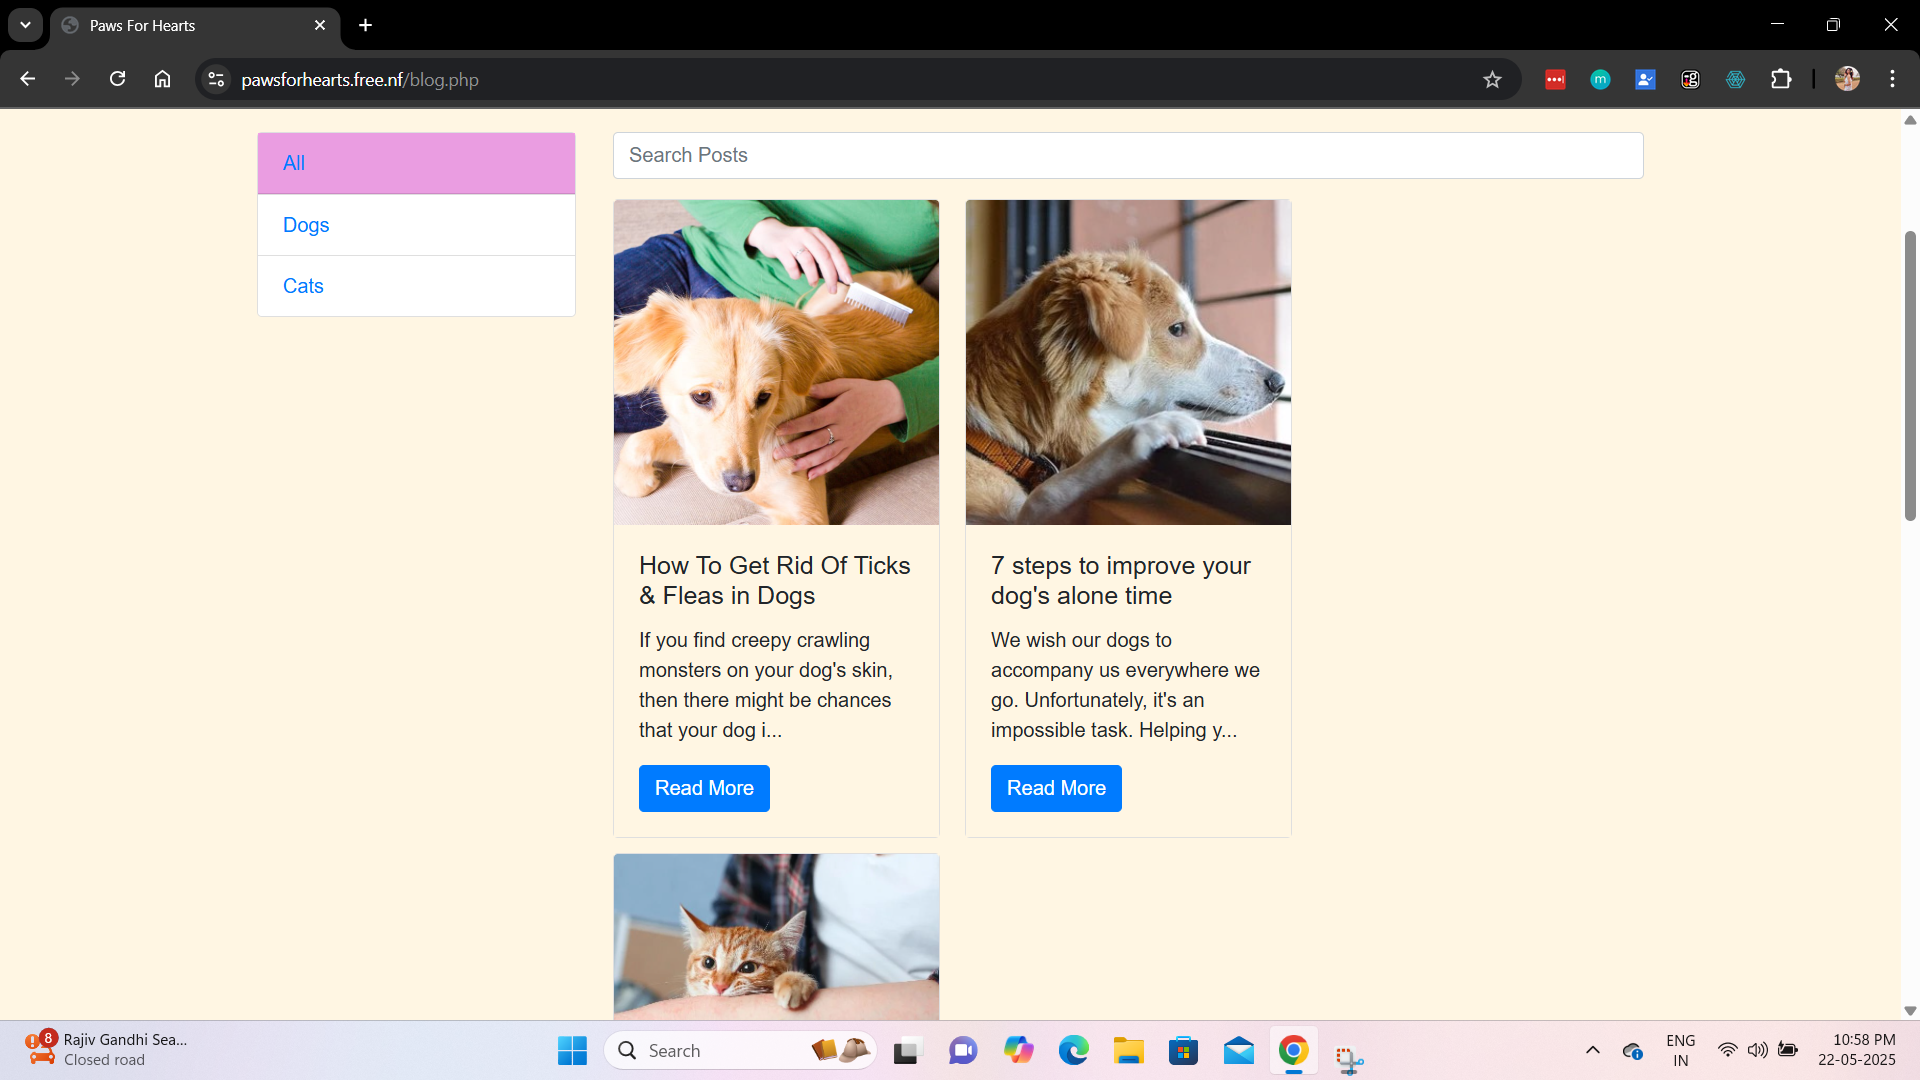 Paws For Hearts
pawsforhearts.free.nf/blog.php
m
All
Dogs
Cats
Search Posts
How To Get Rid Of Ticks
& Fleas in Dogs
If you find creepy crawling
monsters on your dog's skin,
then there might be chances
that your dog i...
Read More
7 steps to improve your
dog's alone time
We wish our dogs to
accompany us everywhere we
go. Unfortunately, it's an
impossible task. Helping y...
Read More
8
Rajiv Gandhi Sea...
Closed road
Search
ENG
IN
10:58 PM
22-05-2025